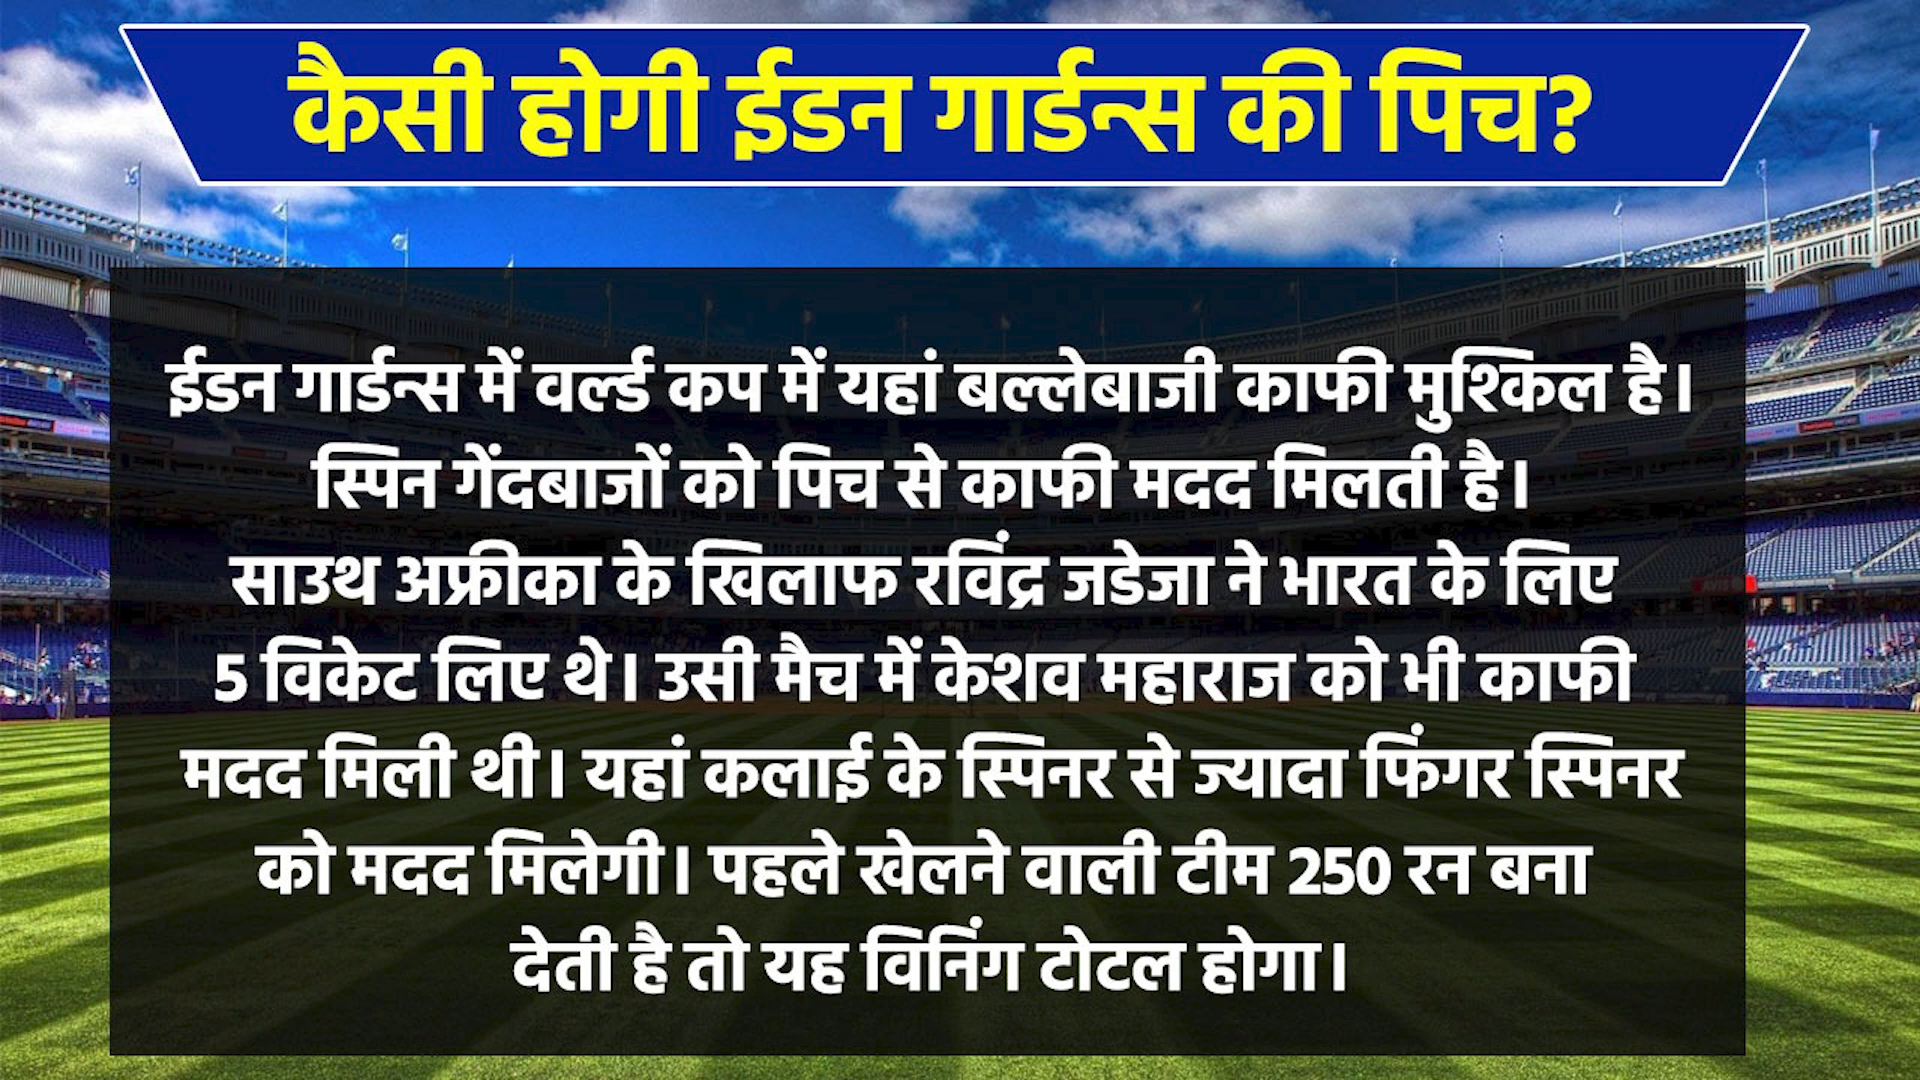 कैसी होगी ईडन गार्डन्स की पिच?
ईडन गार्डन्स में वर्ल्ड कप में यहां बल्लेबाजी काफी मुश्किल है।
स्पिन गेंदबाजों को पिच से काफी मदद मिलती है।
साउथ अफ्रीका के खिलाफ रविंद्र जडेजा ने भारत के लिए
5 विकेट लिए थे। उसी मैच में केशव महाराज को भी काफी
मदद मिली थी। यहां कलाई के स्पिनर से ज्यादा फिंगर स्पिनर
को मदद मिलेगी। पहले खेलने वाली टीम 250 रन बना
देती है तो यह विनिंग टोटल होगा।